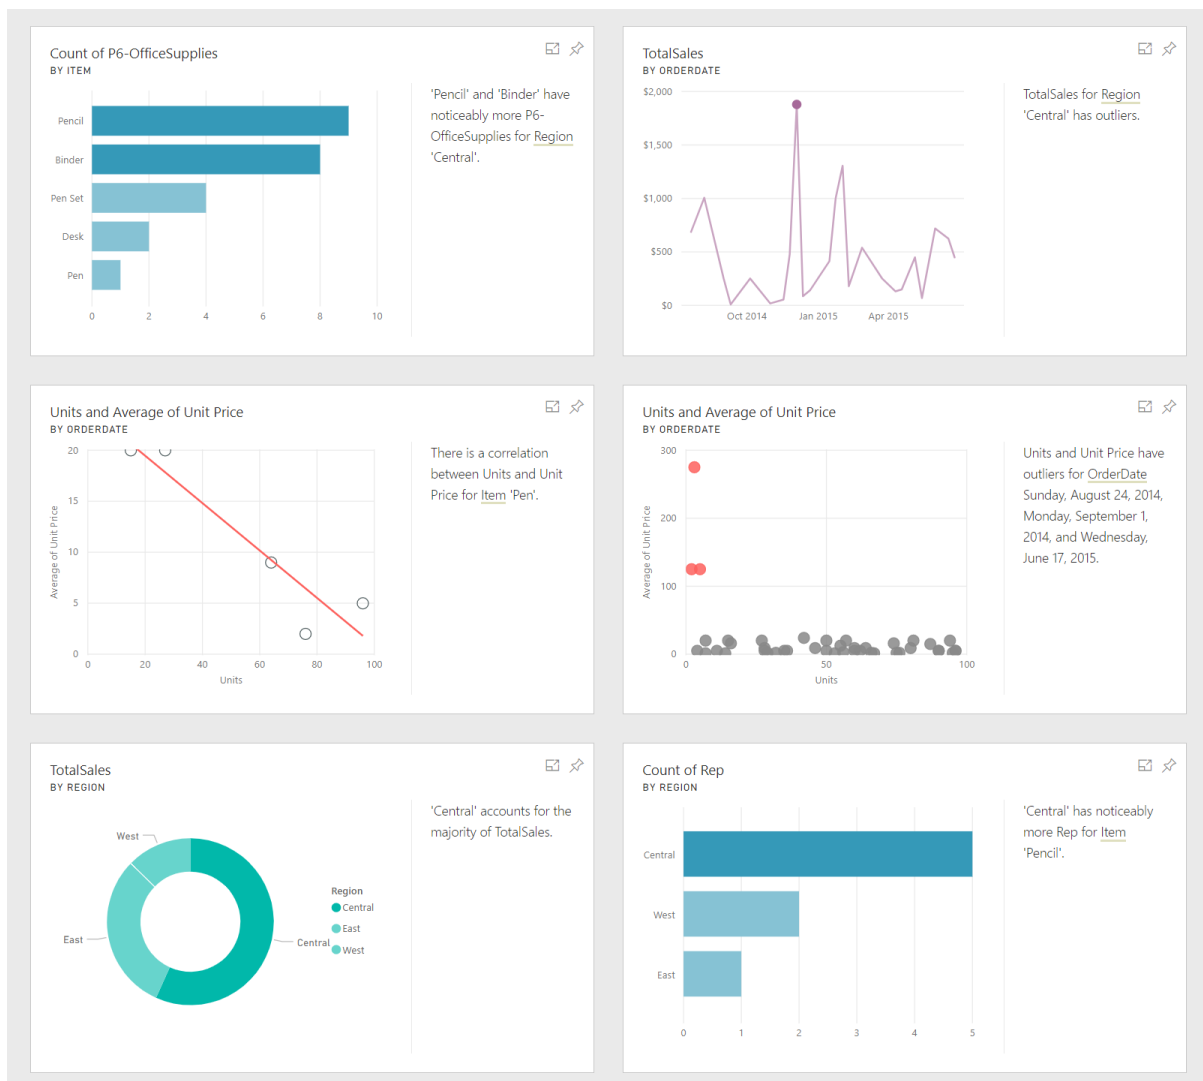 Count of P6-OfficeSupplies
BY ITEM
Pencil
Binder
Pen Set
Desk
Pen
0 2 4 6 8 10
'Pencil' and 'Binder' have
noticeably more P6-
OfficeSupplies for Region
'Central'.
TotalSales
BY ORDERDATE
$2,000
$1,500
$1,000
$500
$0
Oct 2014 Jan 2015 Apr 2015
TotalSales for Region
'Central' has outliers.
Units and Average of Unit Price
BY ORDERDATE
Average of Unit Price
20
15
10
5
0
0 20 40 60 80 100
Units
There is a correlation
between Units and Unit
Price for Item 'Pen'.
Units and Average of Unit Price
BY ORDERDATE
Average of Unit Price
300
200
100
0
0 50 100
Units
Units and Unit Price have
outliers for OrderDate
Sunday, August 24, 2014,
Monday, September 1,
2014, and Wednesday,
June 17, 2015.
TotalSales
BY REGION
West
East
Central
Region
Central
East
West
'Central' accounts for the
majority of TotalSales.
Count of Rep
BY REGION
Central
West
East
0 1 2 3 4 5
'Central' has noticeably
more Rep for Item
'Pencil'.